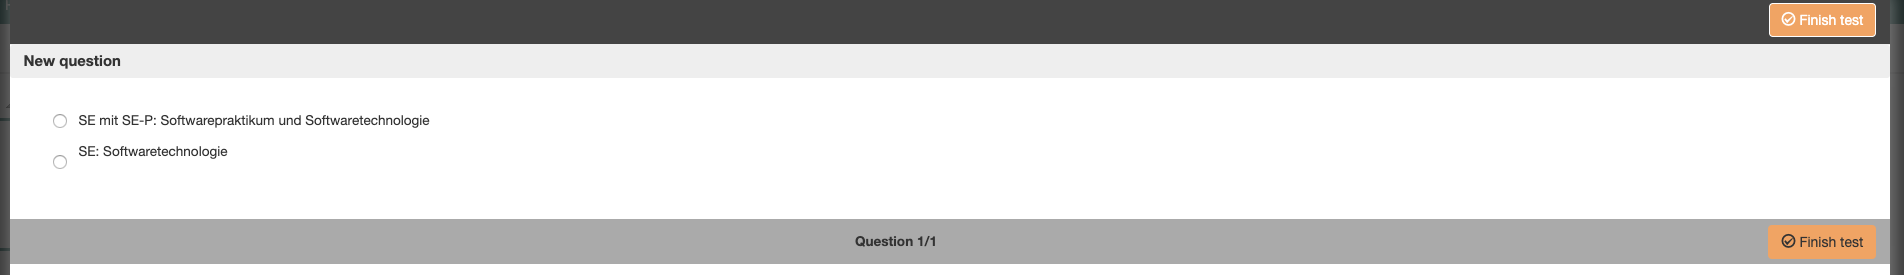 Finish test
New question
SE mit SE-P: Softwarepraktikum und Softwaretechnologie
SE: Softwaretechnologie
Question 1/1
Finish test